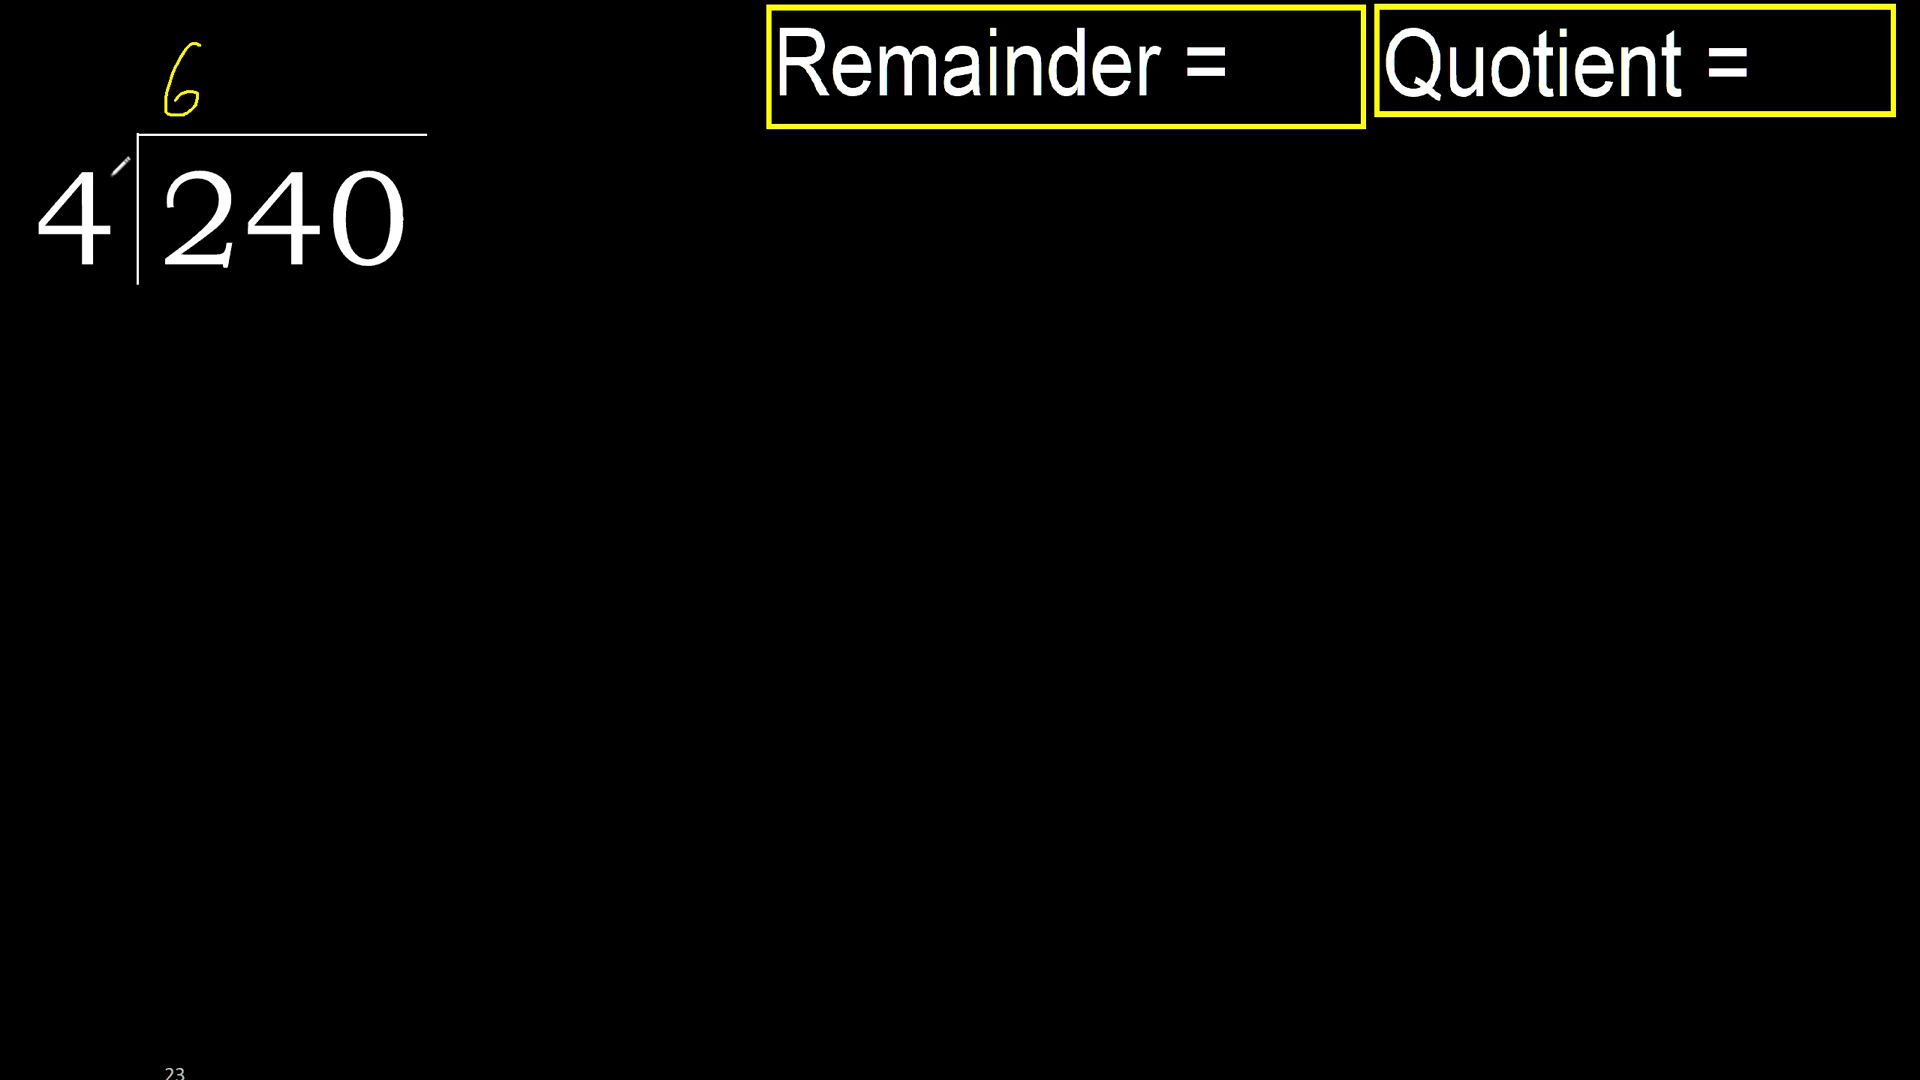 6
4 240
Remainder =
Quotient =
23